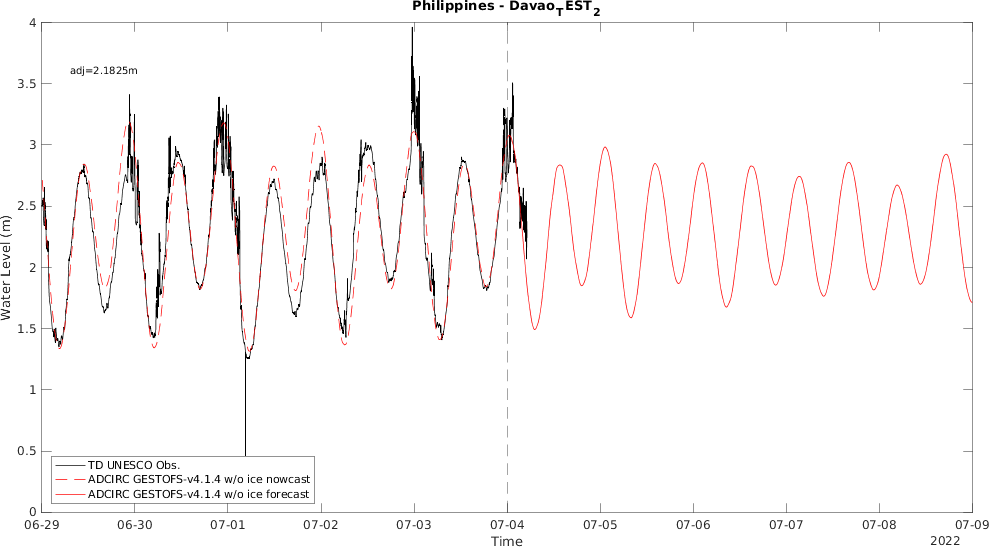 Philippines - Davao_TEST_2
adj=2.1825m
Water Level (m)
4
3.5
3
2.5
2
1.5
1
0.5
0
TD UNESCO Obs.
ADCIRC GESTOFS-v4.1.4 w/o ice nowcast
ADCIRC GESTOFS-v4.1.4 w/o ice forecast
06-29 06-30 07-01 07-02 07-03 07-04 07-05 07-06 07-07 07-08 07-09
Time
2022